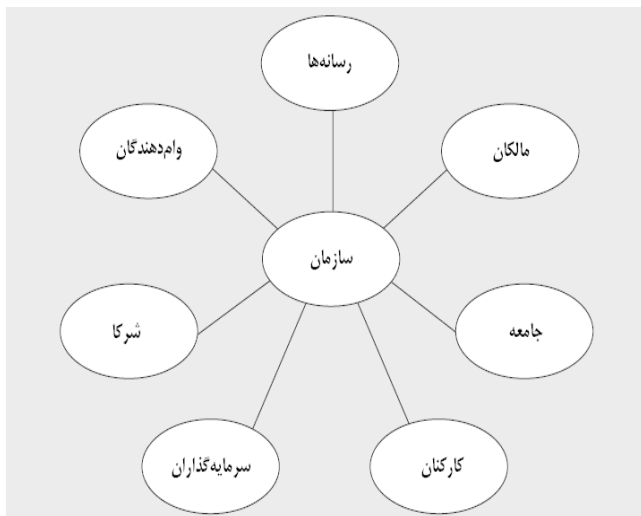 رسانه‌ها
مالکان
وام‌دهندگان
سازمان
جامعه
شرکا
کارکنان
سرمایه‌گذاران